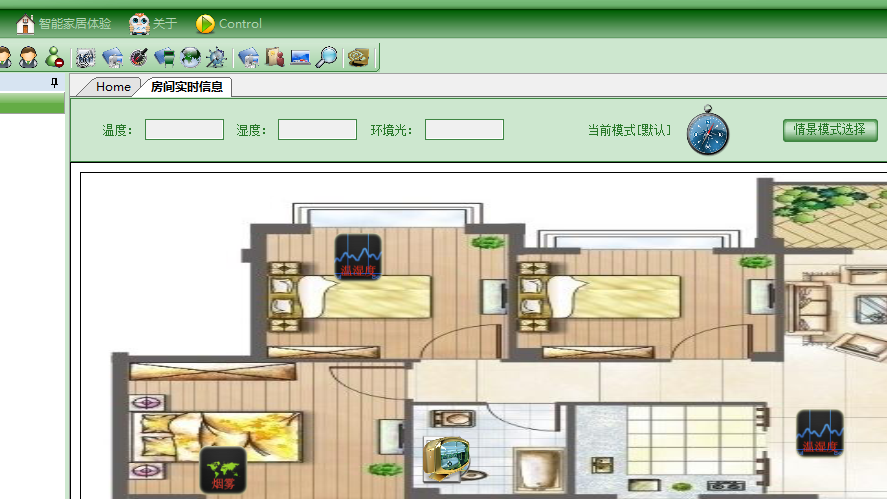 智能家居体验 关于 Control
Home 房间实时信息
温度： 湿度： 环境光： 当前模式[默认] 情景模式选择
温湿度
温湿度
烟雾